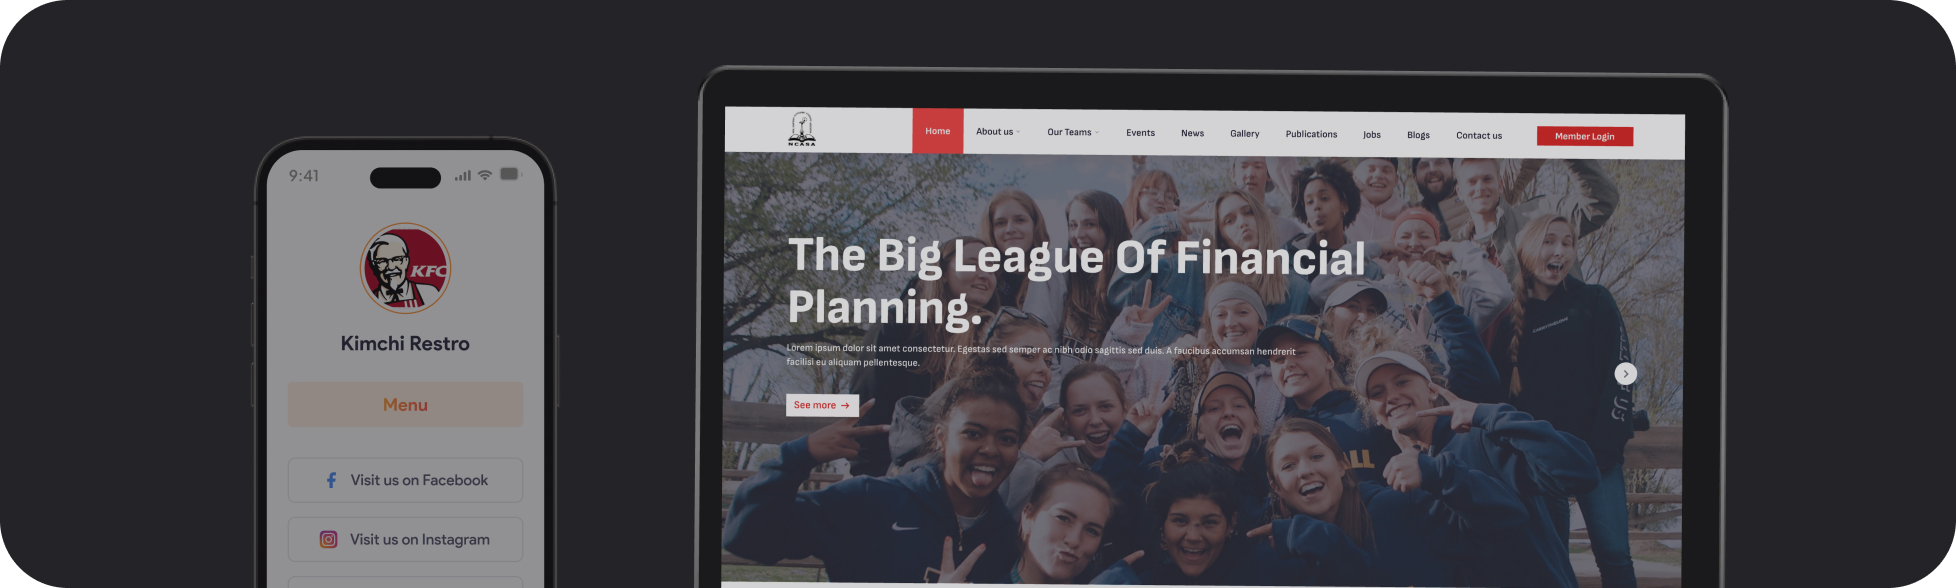 9:41
KFC
Kimchi Restro
Menu
Visit us on Facebook
Visit us on Instagram
NCASA
Home About us Our Teams Events News Gallery Publications Jobs Blogs Contact us Member Login
The Big League Of Financial
Planning.
Lorem ipsum dolor sit amet consectetur. Egestas sed semper ac nibh odio sagittis sed duis. A faucibus accumsan hendrerit
facilisi eu aliquam pellentesque.
See more
US